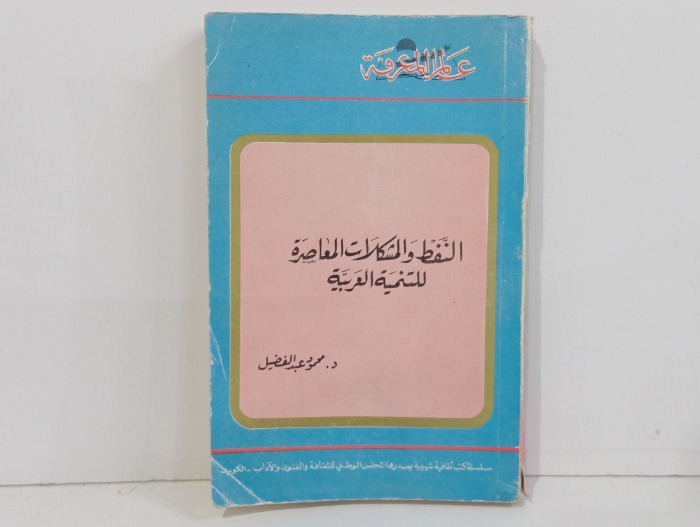 عالم المعرفة
النفط والمشكلات المعاصرة
للتنمية العربية
د. محمود عبد الفضيل
سلسلة كتب ثقافية شهرية يصدرها المجلس الوطني للثقافة والفنون والآداب - الكويت